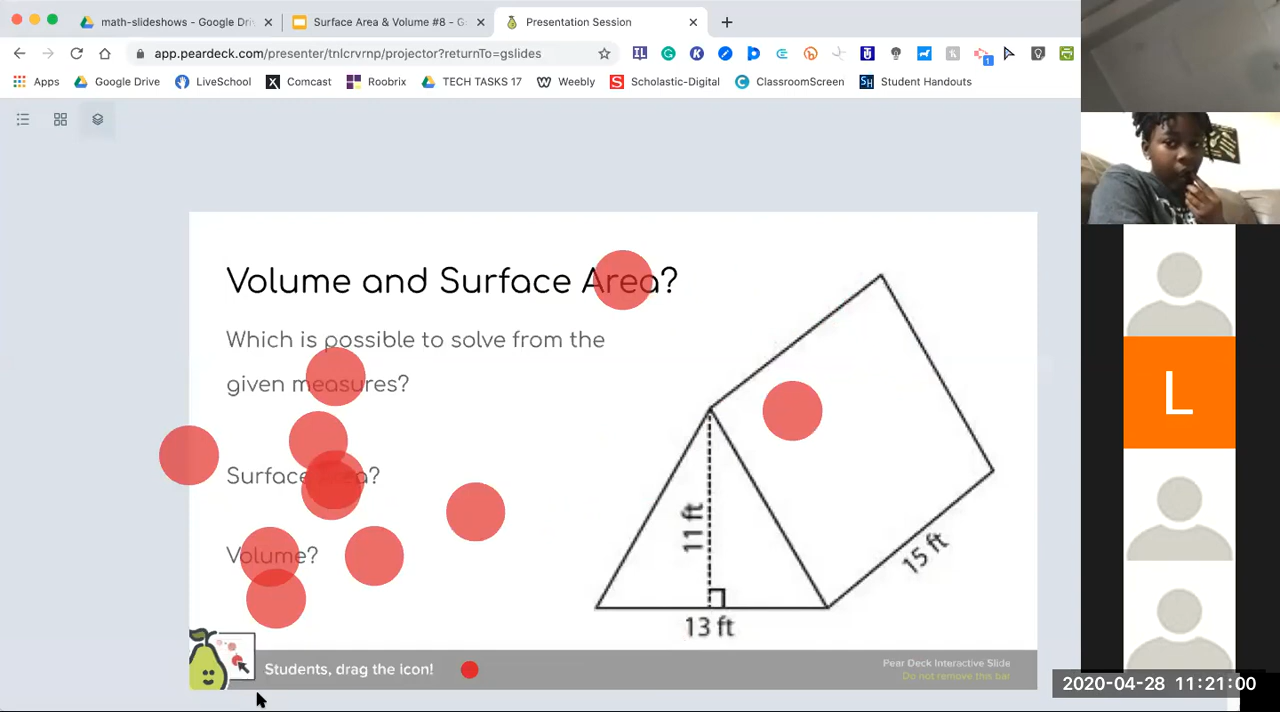 math-slideshows - Google Dri
Surface Area & Volume #8 - G
Presentation Session
app.peardeck.com/presenter/tnlcrvrnp/projector?returnTo=gslides
Apps
Google Drive
LiveSchool
Comcast
Roobrix
TECH TASKS 17
Weebly
Scholastic-Digital
ClassroomScreen
Student Handouts
Volume and Surface Area?
Which is possible to solve from the
given measures?
Surface Area?
Volume?
11 ft
13 ft
15 ft
Students, drag the icon!
Pear Deck Interactive Slide
Do not remove this bar
L
2020-04-28 11:21:00